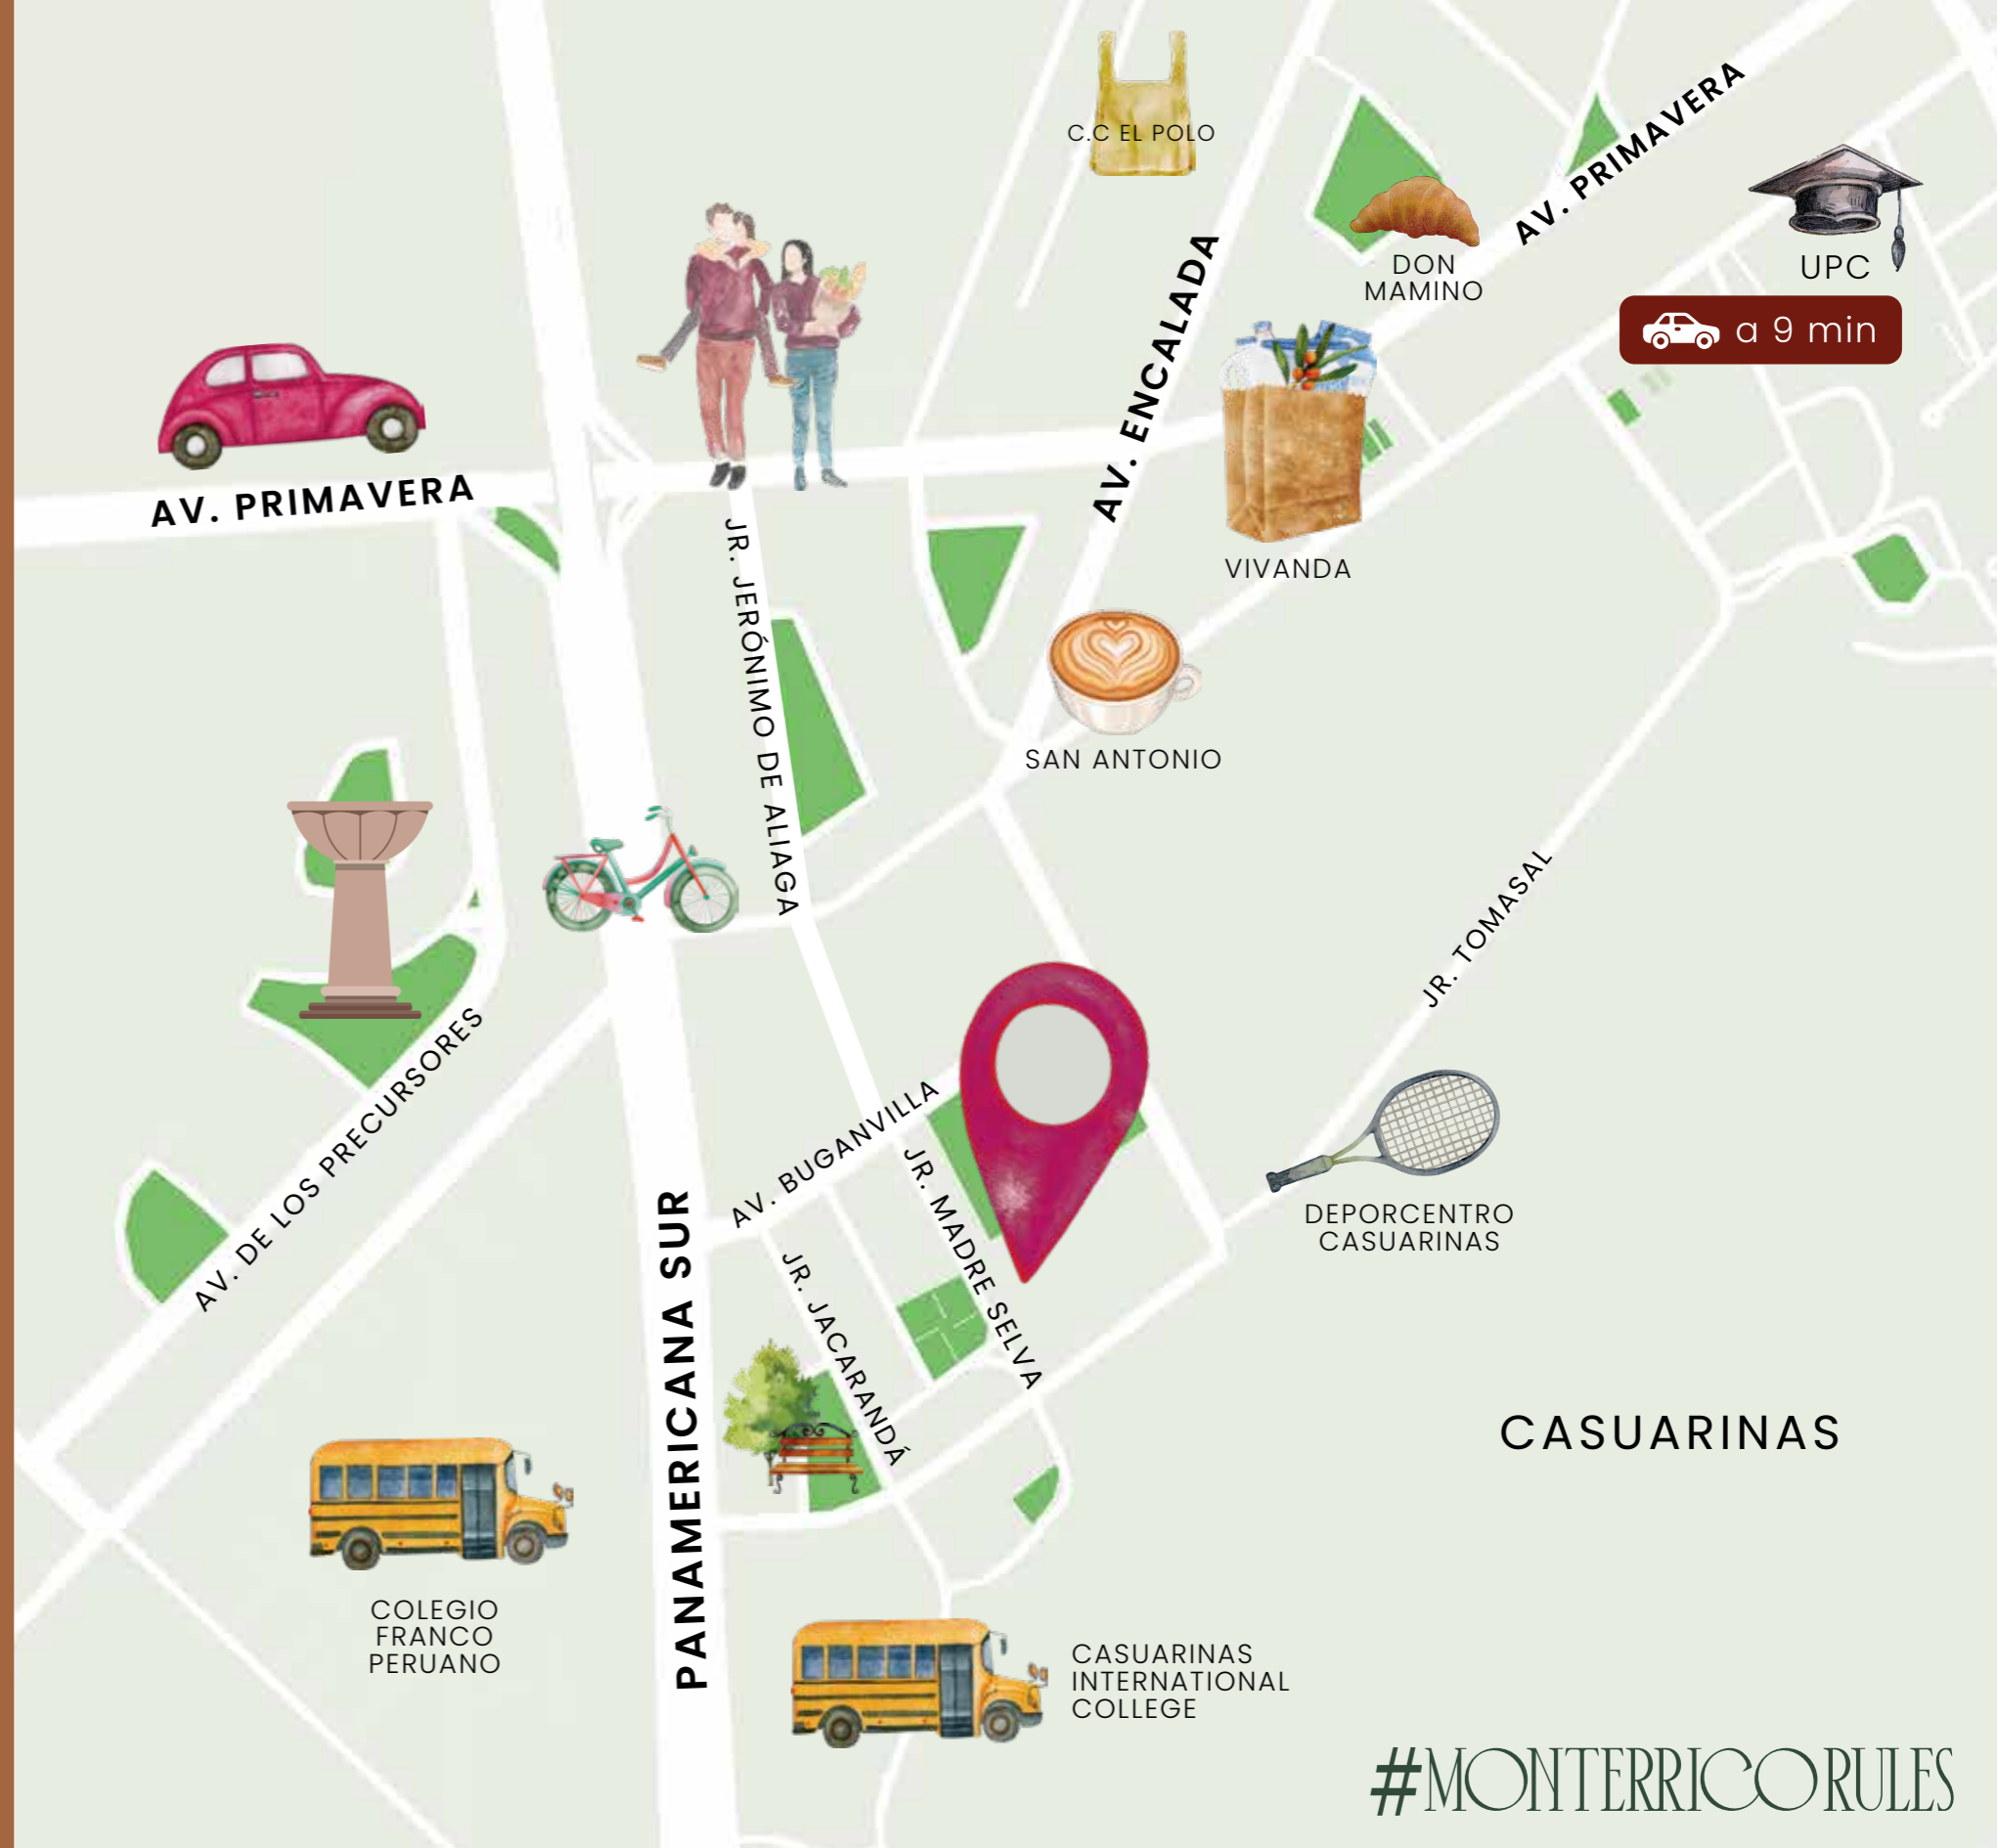 C.C EL POLO
AV. PRIMAVERA
DON
MAMINO
UPC
a 9 min
AV. ENCALADA
AV. PRIMAVERA
VIVANDA
JR. JERÓNIMO DE ALIAGA
SAN ANTONIO
JR. TOMASAL
AV. DE LOS PRECURSORES
AV. BUGANVILLA
JR. MADRE SELVA
DEPORCENTRO
CASUARINAS
PANAMERICANA SUR
JR. JACARANDÁ
CASUARINAS
COLEGIO
FRANCO
PERUANO
CASUARINAS
INTERNATIONAL
COLLEGE
#MONTERRICO RULES